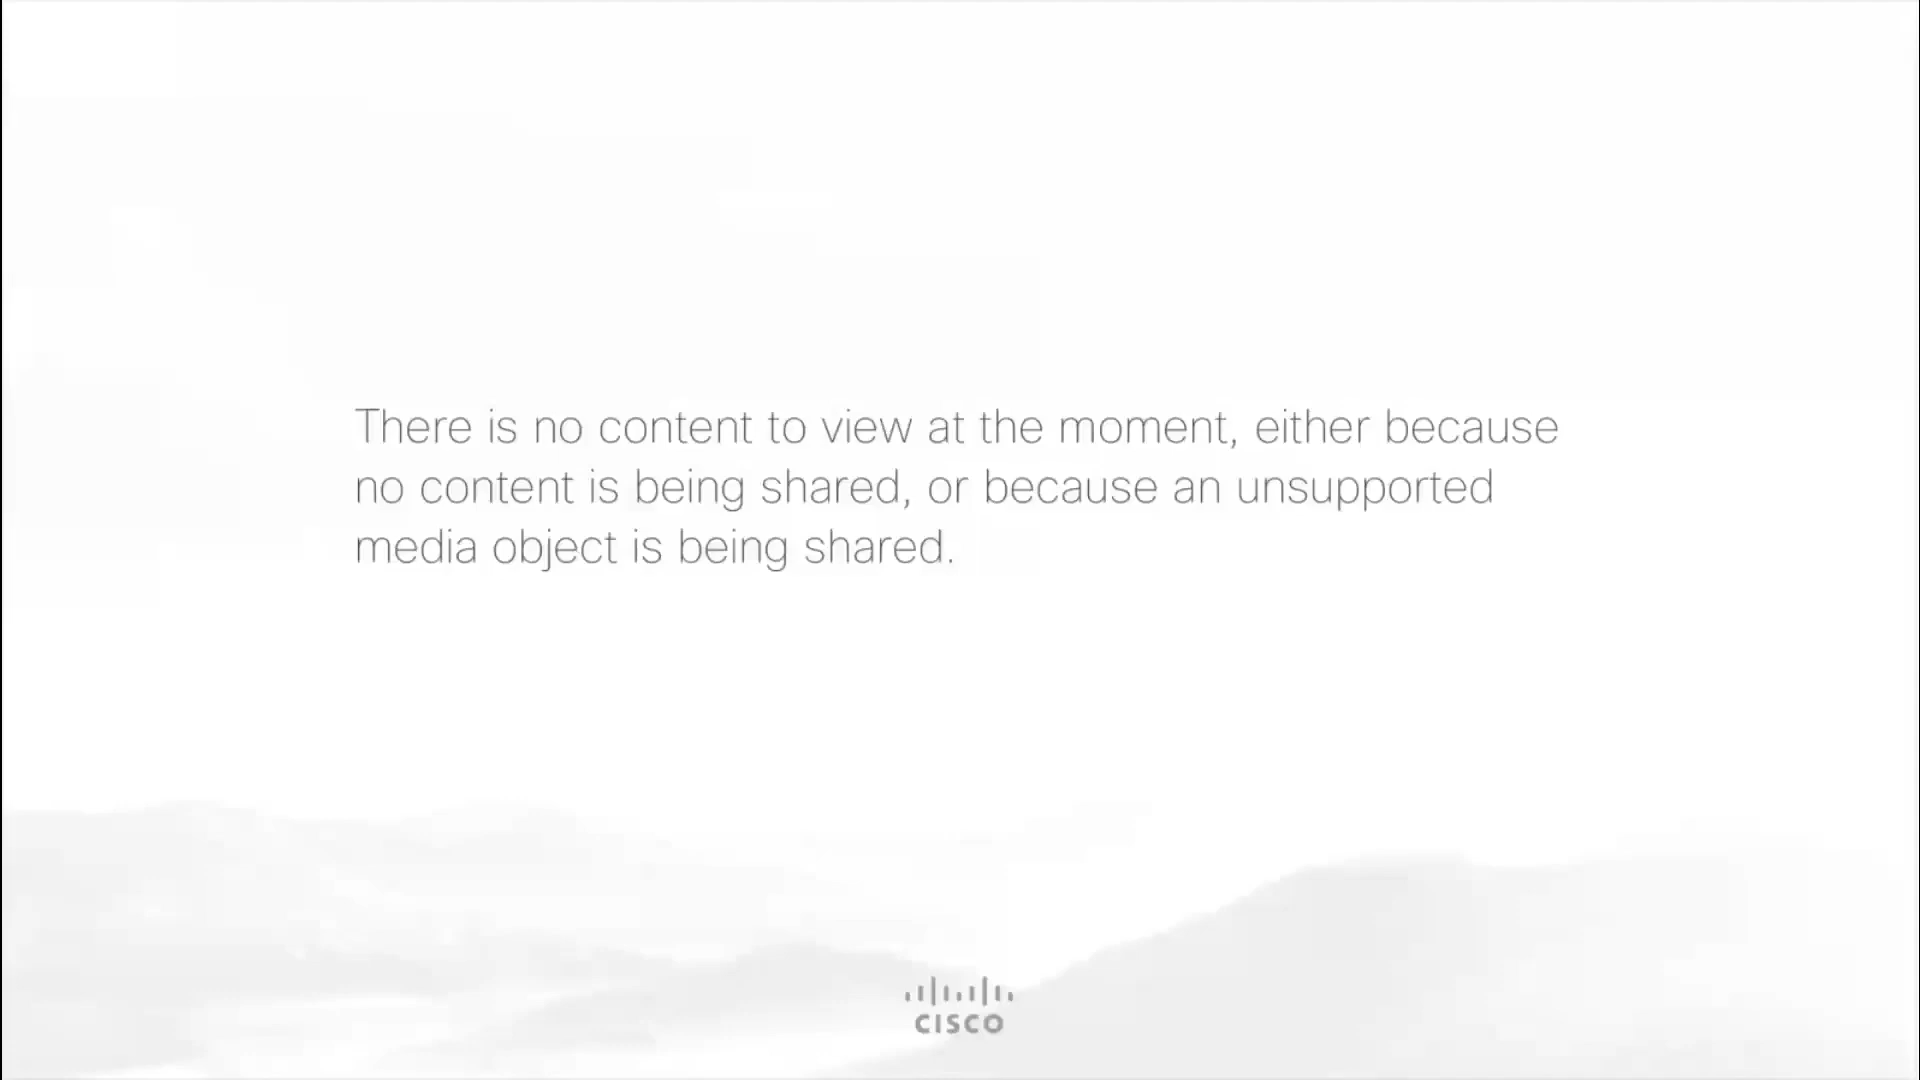 There is no content to view at the moment, either because
no content is being shared, or because an unsupported
media object is being shared.
CISCO